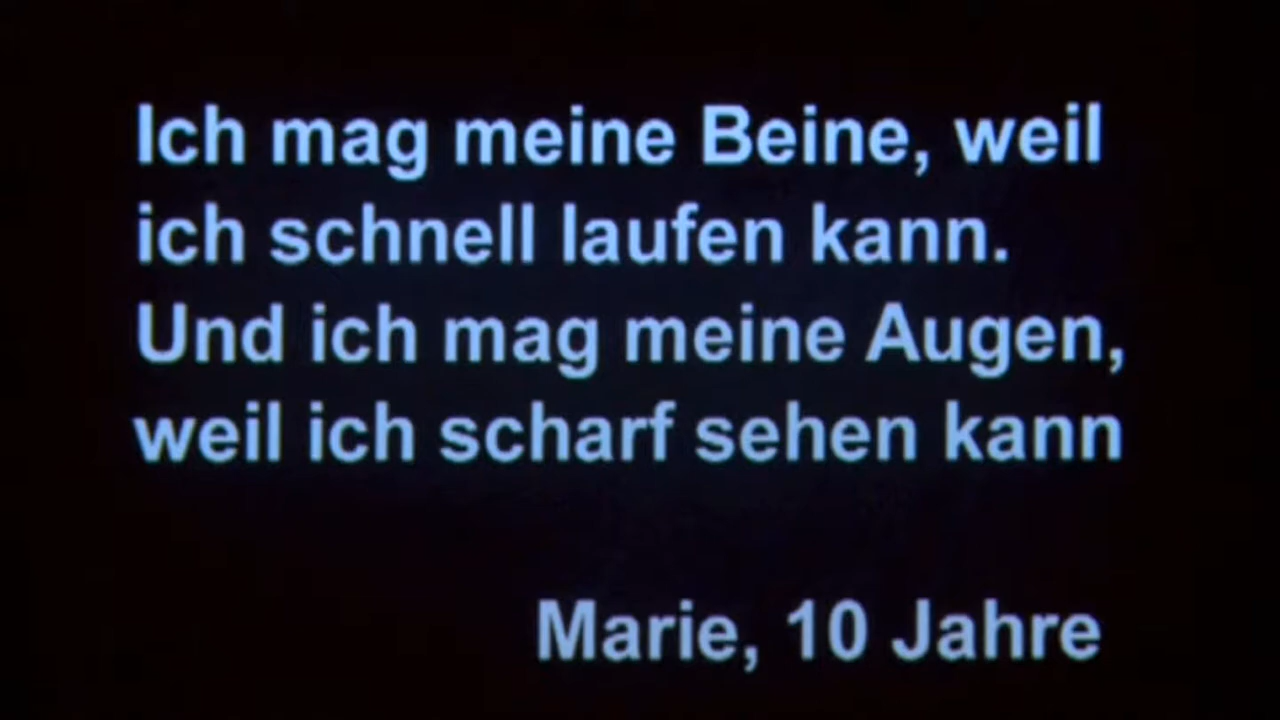 Ich mag meine Beine, weil
ich schnell laufen kann.
Und ich mag meine Augen,
weil ich scharf sehen kann
Marie, 10 Jahre